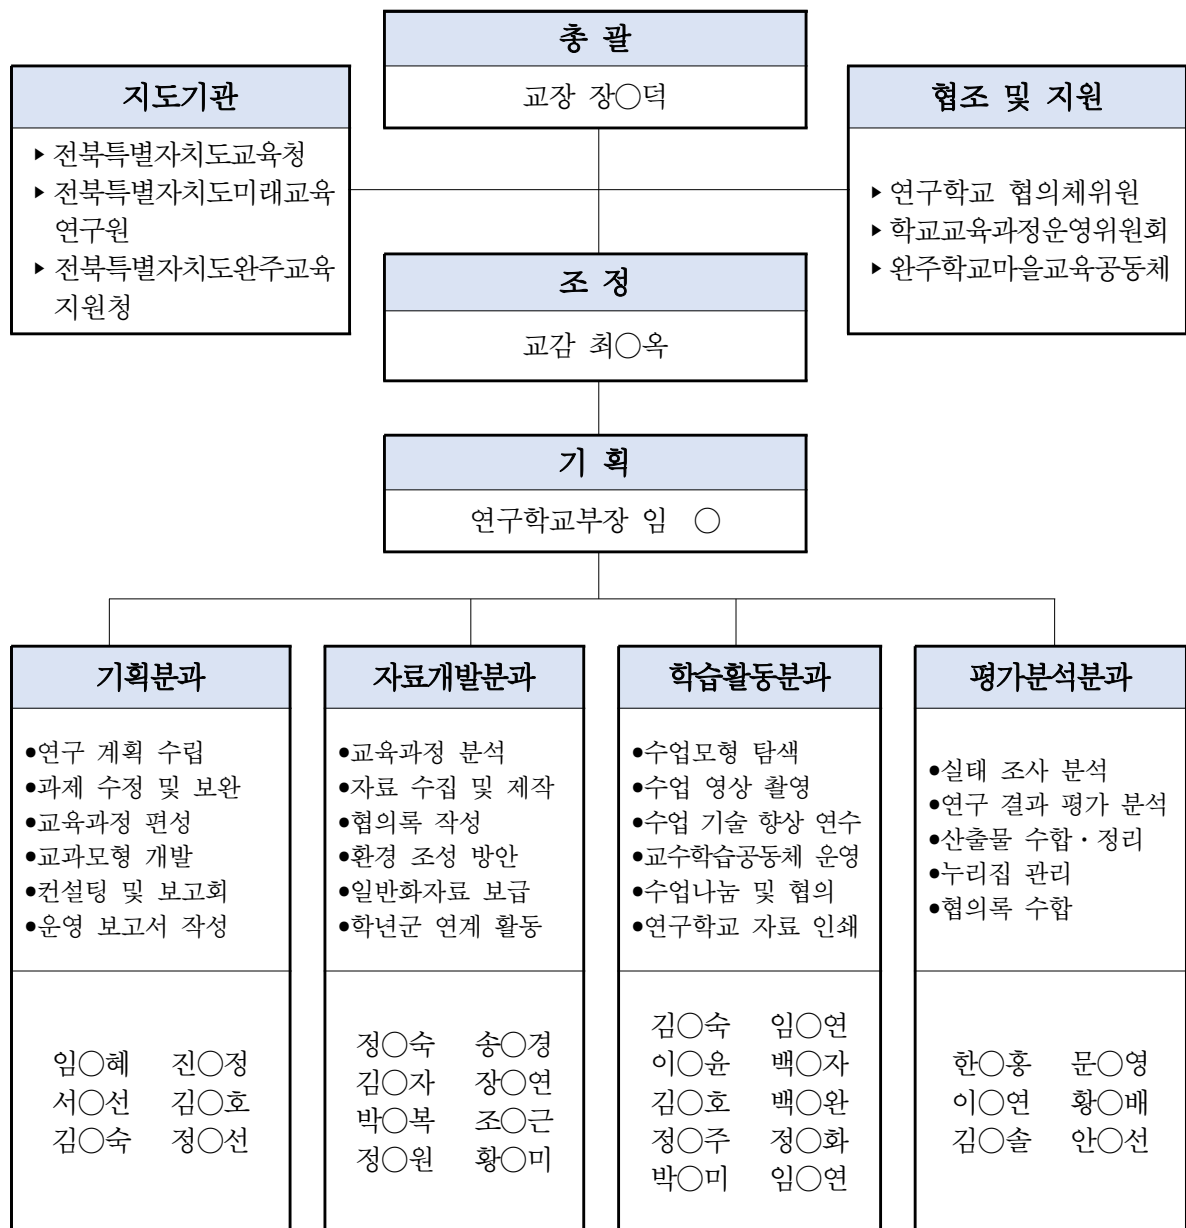 총 괄
교장 장○덕
지도기관
▸전북특별자치도교육청
▸전북특별자치도미래교육
연구원
▸전북특별자치도완주교육
지원청
협조 및 지원
▸연구학교 협의체위원
▸학교교육과정운영위원회
▸완주학교마을교육공동체
조 정
교감 최○옥
기 획
연구학교부장 임 ○
기획분과
●연구 계획 수립
●과제 수정 및 보완
●교육과정 편성
●교과모형 개발
●컨설팅 및 보고회
●운영 보고서 작성
임○혜 진○정
서○선 김○호
김○숙 정○선
자료개발분과
●교육과정 분석
●자료 수집 및 제작
●협의록 작성
●환경 조성 방안
●일반화자료 보급
●학년군 연계 활동
정○숙 송○경
김○자 장○연
박○복 조○근
정○원 황○미
학습활동분과
●수업모형 탐색
●수업 영상 촬영
●수업 기술 향상 연수
●교수학습공동체 운영
●수업나눔 및 협의
●연구학교 자료 인쇄
김○숙 임○연
이○윤 백○자
김○호 백○완
정○주 정○화
박○미 임○연
평가분석분과
●실태 조사 분석
●연구 결과 평가 분석
●산출물 수합·정리
●누리집 관리
●협의록 수합
한○홍 문○영
이○연 황○배
김○솔 안○선